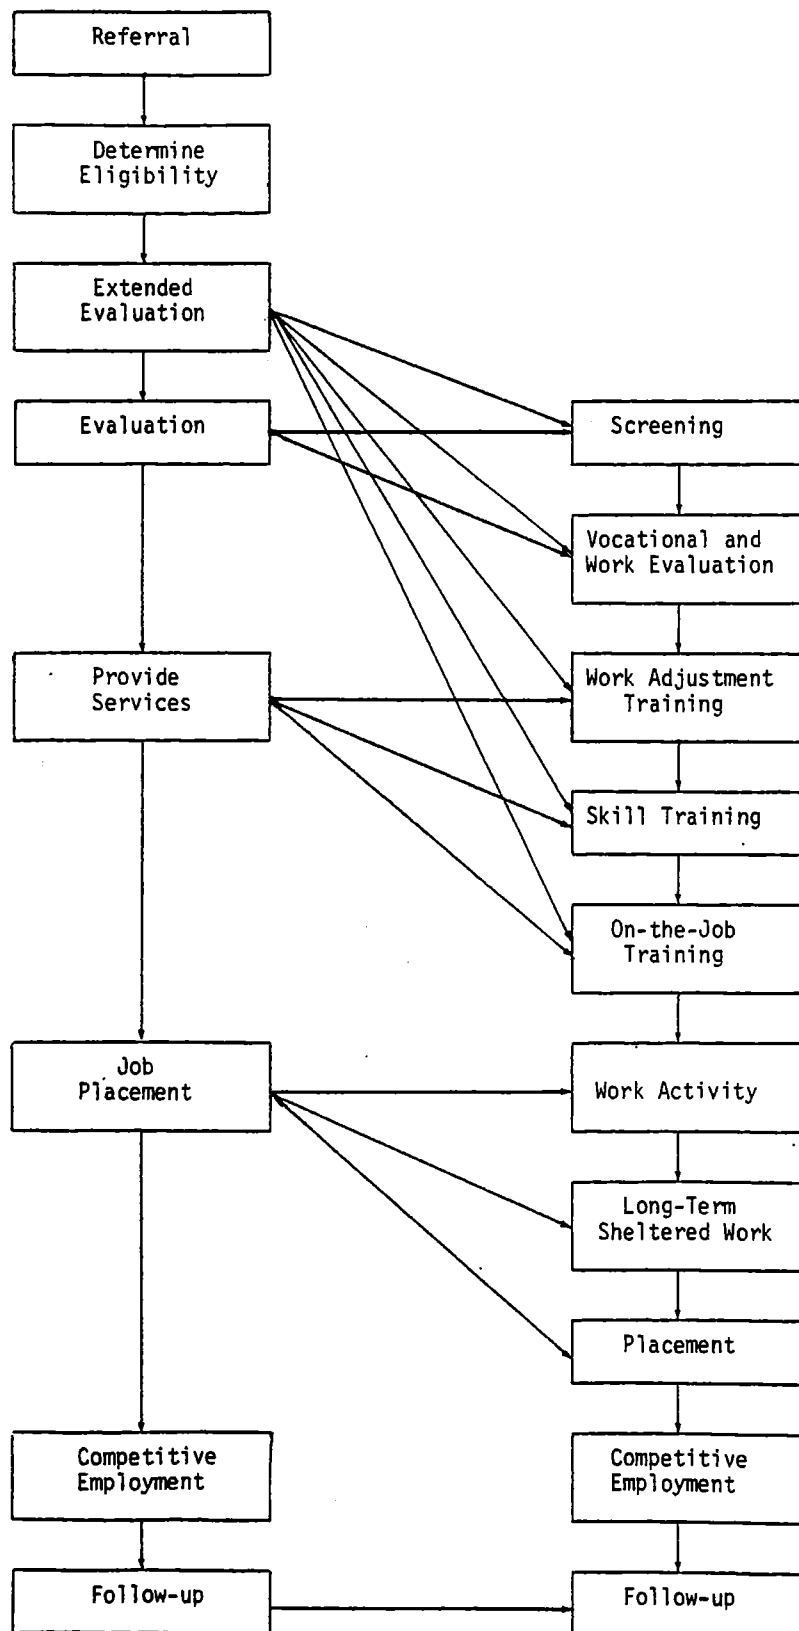 Referral
Determine
Eligibility
Extended
Evaluation
Evaluation
Provide
Services
Job
Placement
Competitive
Employment
Follow-up
Screening
Vocational and
Work Evaluation
Work Adjustment
Training
Skill Training
On-the-Job
Training
Work Activity
Long-Term
Sheltered Work
Placement
Competitive
Employment
Follow-up